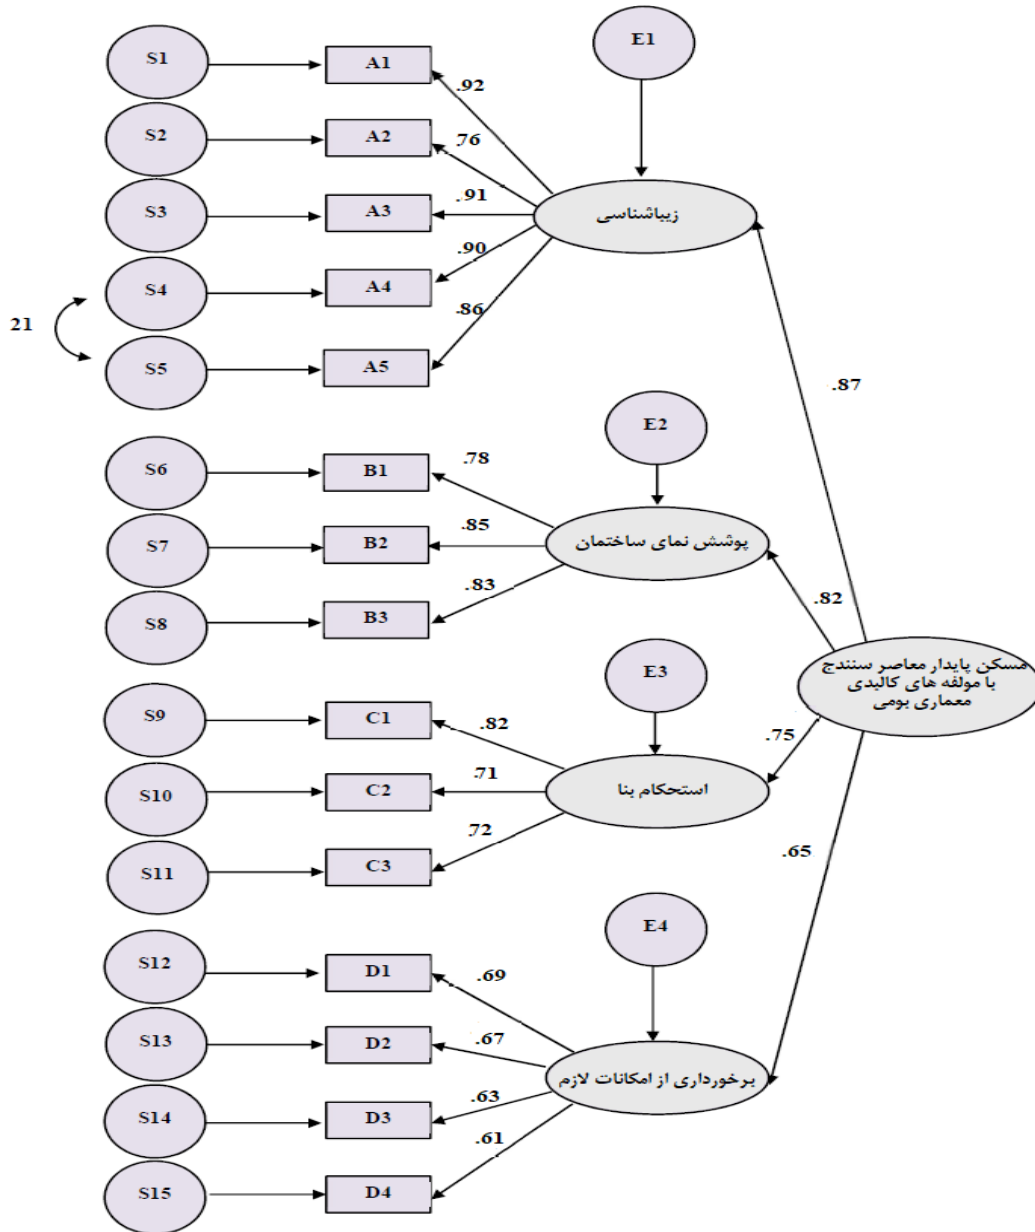 E1
S1
A1
.92
S2
A2
.76
S3
A3
.91
زیباشناسی
S4
A4
.90
21
.86
S5
A5
.87
E2
S6
B1
.78
S7
B2
.85
پوشش نمای ساختمان
S8
B3
.83
.82
مسکن پایدار معاصر سنندج
با مولفه های کالبدی
معماری بومی
E3
S9
C1
.82
.75
S10
C2
.71
استحکام بنا
S11
C3
.72
.65
E4
S12
D1
.69
S13
D2
.67
برخورداری از امکانات لازم
S14
D3
.63
.61
S15
D4